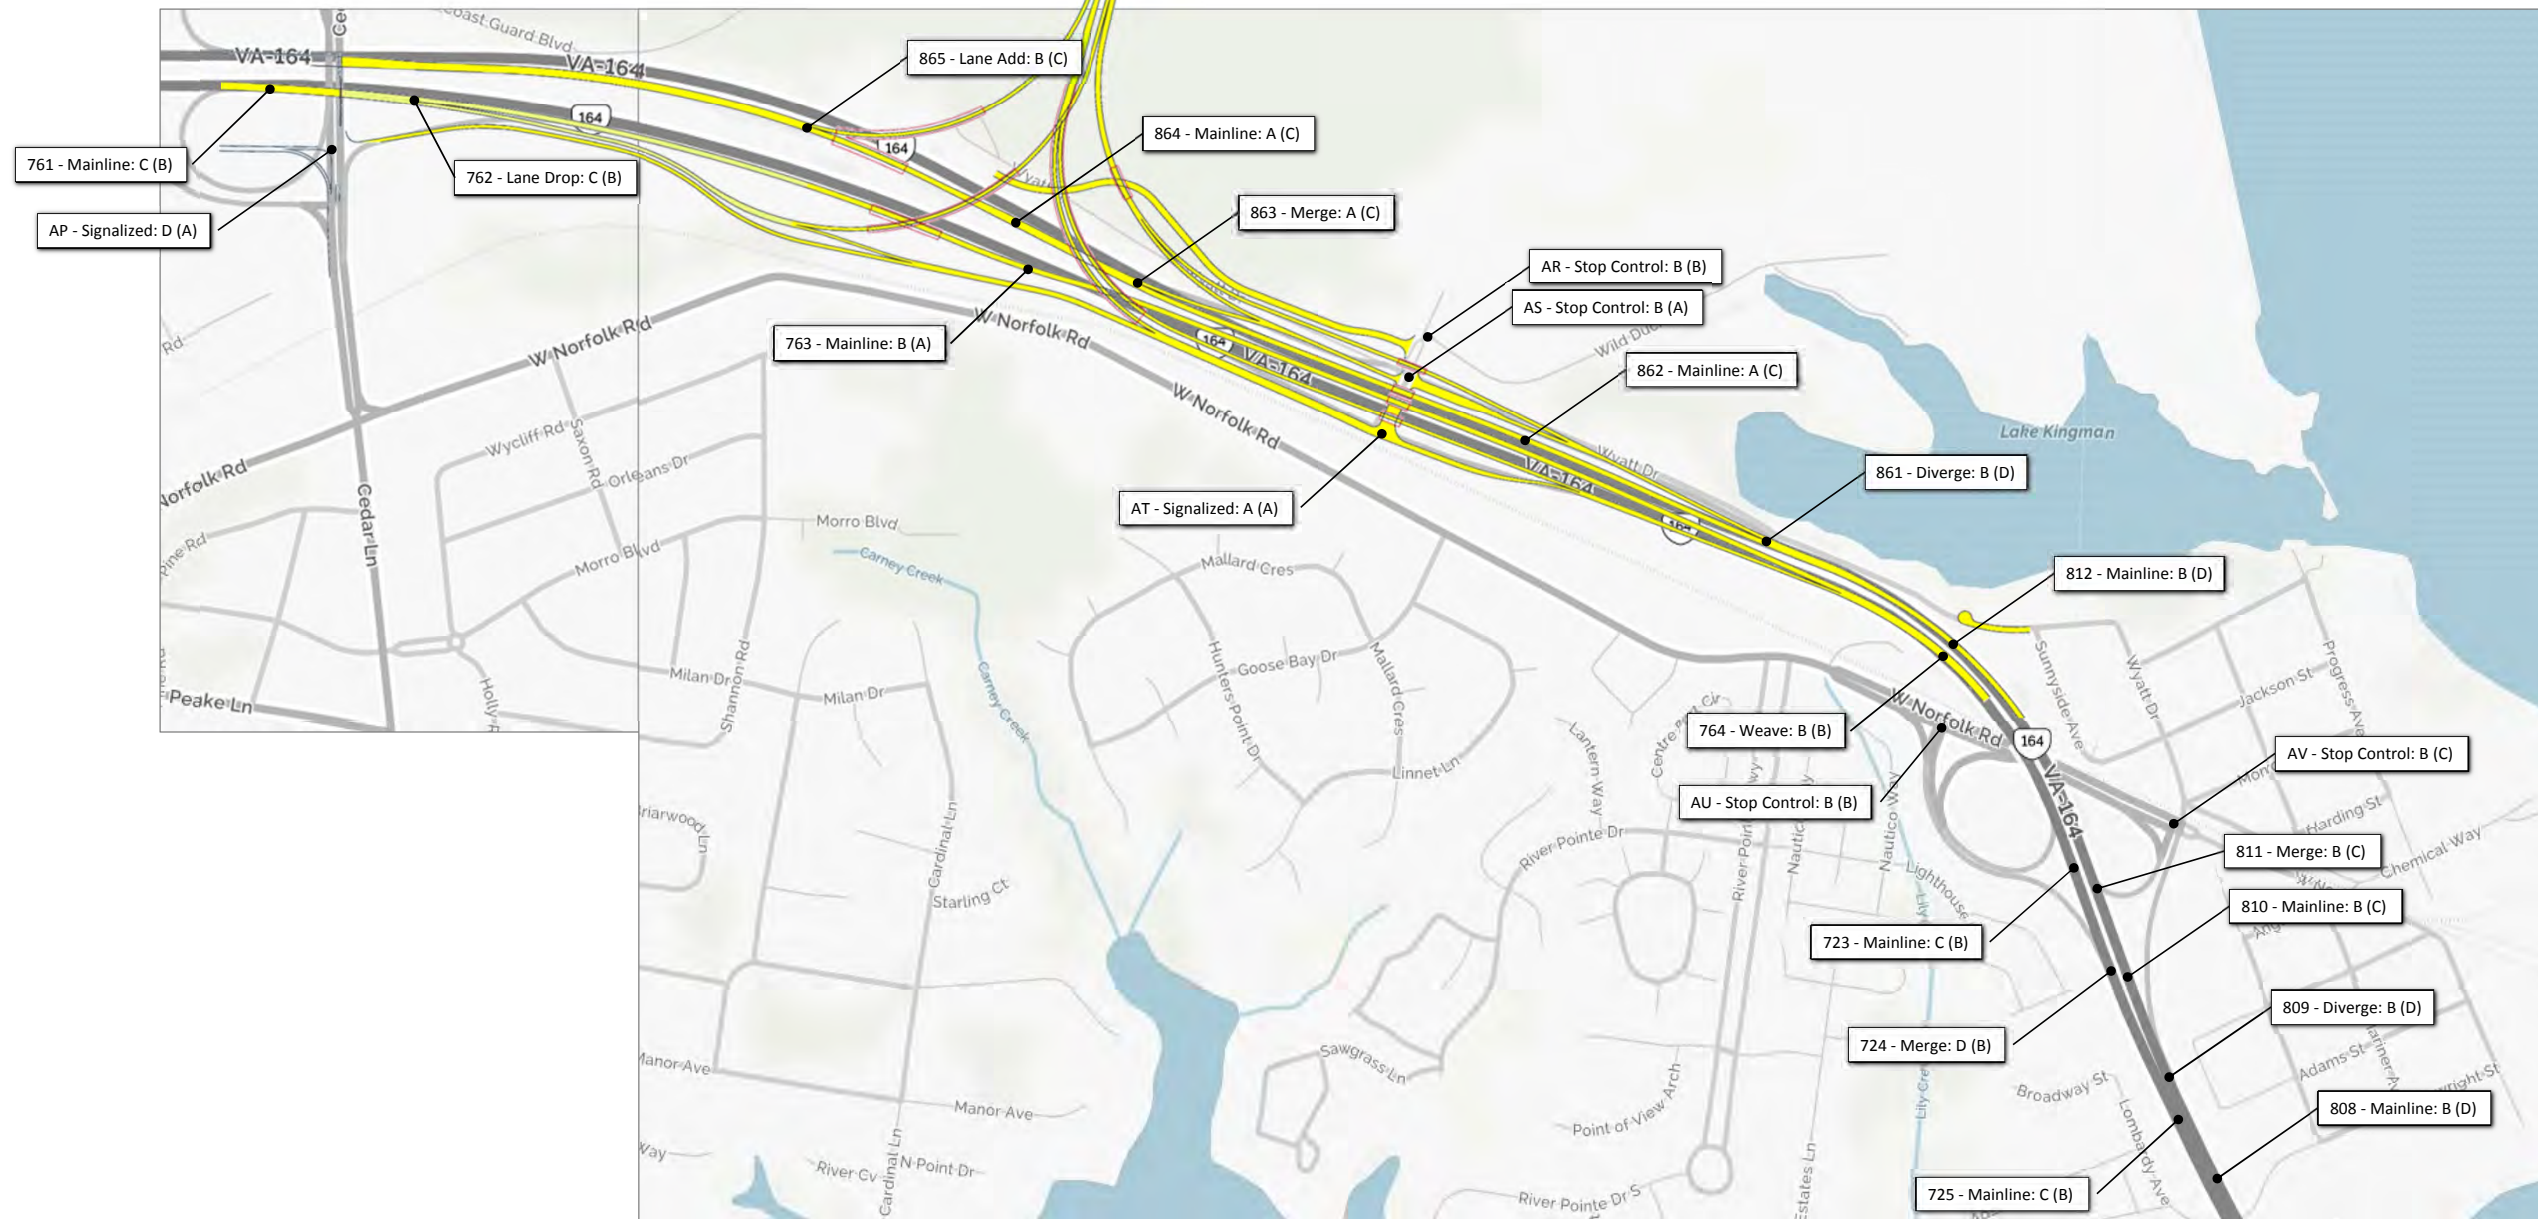 Coast Guard Blvd
VA-164
VA-164
865 - Lane Add: B (C)
164
164
864 - Mainline: A (C)
761 - Mainline: C (B)
762 - Lane Drop: C (B)
AP - Signalized: D (A)
863 - Merge: A (C)
AR - Stop Control: B (B)
AS - Stop Control: B (A)
W Norfolk Rd
W Norfolk Rd
763 - Mainline: B (A)
164
VA-164
862 - Mainline: A (C)
Rd
W Norfolk Rd
Lake Kingman
Wycliff Rd
Saxon Rd
Orleans Dr
Norfolk Rd
Cedar Ln
Wyatt Dr
VA-164
861 - Diverge: B (D)
AT - Signalized: A (A)
164
Morro Blvd
Morro Blvd
Pine Rd
Carney Creek
Mallard Cres
812 - Mainline: B (D)
Peake Ln
Holly
Milan Dr
Shannon Rd
Milan Dr
Carney Creek
Hunters Point Dr
Goose Bay Dr
Mallard Cres
Sunnyside Ave
Wyatt Dr
Progress Ave
Jackson St
W Norfolk Rd
764 - Weave: B (B)
164
VA-164
AV - Stop Control: B (C)
Linnet Ln
Lantern Way
AU - Stop Control: B (B)
Nautico Way
Harding St
Chemical Way
River Pointe Dr
811 - Merge: B (C)
Cardinal Ln
Starling Ct
Lighthouse
810 - Mainline: B (C)
723 - Mainline: C (B)
809 - Diverge: B (D)
724 - Merge: D (B)
Manor Ave
Manor Ave
Sawgrass Ln
Adams St
Broadway St
Lombardy Ave
Point of View Arch
808 - Mainline: B (D)
Way
River Cv
N Point Dr
Cardinal Ln
River Pointe Dr S
Estates Ln
725 - Mainline: C (B)